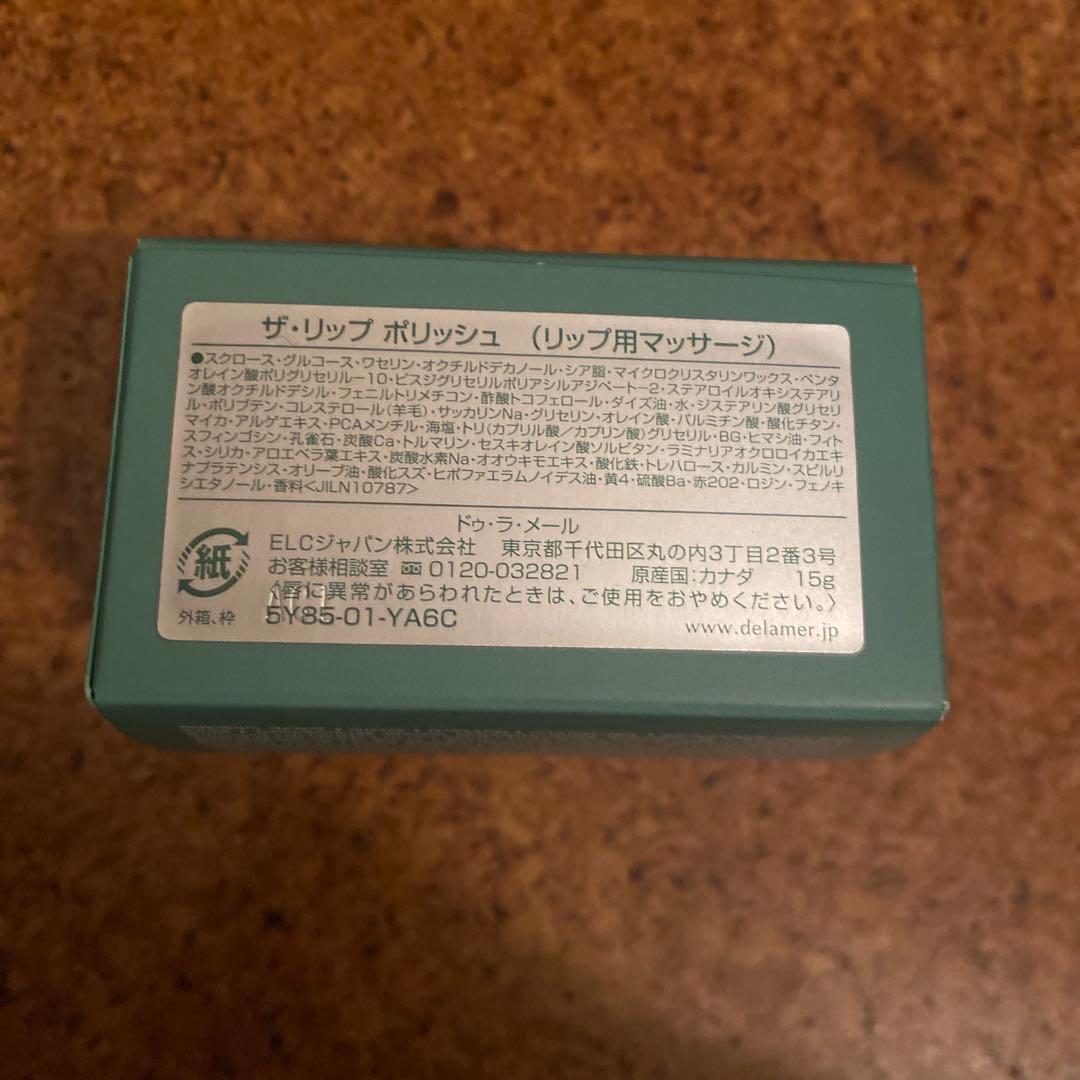 ザ・リップ ポリッシュ （リップ用マッサージ）
●スクロース・グルコース・ワセリン・オクチルドデカノール・シア脂・マイクロクリスタリンワックス・ペンタ
オレイン酸ポリグリセリル－10・ビスジグリセリルポリアシルアジペート－2・ステアロイルオキシステアリ
ン酸オクチルドデシル・フェニルトリメチコン・酢酸トコフェロール・ダイズ油・水・ジステアリン酸グリセリ
ル・ポリブテン・コレステロール（羊毛）・サッカリンNa・グリセリン・オレイン酸・パルミチン酸・酸化チタン・
マイカ・アルゲエキス・PCAメンチル・海塩・トリ（カプリル酸／カプリン酸）グリセリル・BG・ヒマシ油・フィト
スフィンゴシン・孔雀石・炭酸Ca・トルマリン・セスキオレイン酸ソルビタン・ラミナリアオクロロイカエキ
ス・シリカ・アロエベラ葉エキス・炭酸水素Na・オオウキモエキス・酸化鉄・トレハロース・カルミン・スピルリ
ナプラテンシス・オリーブ油・酸化スズ・ヒポファエラムノイデス油・黄4・硫酸Ba・赤202・ロジン・フェノキ
シエタノール・香料<JILN10787>
ドゥ・ラ・メール
ELCジャパン株式会社 東京都千代田区丸の内3丁目2番3号
お客様相談室 0120-032821 原産国：カナダ 15g
〈唇に異常があらわれたときは、ご使用をおやめください。〉
5Y85-01-YA6C
www.delamer.jp
紙
外箱、枠